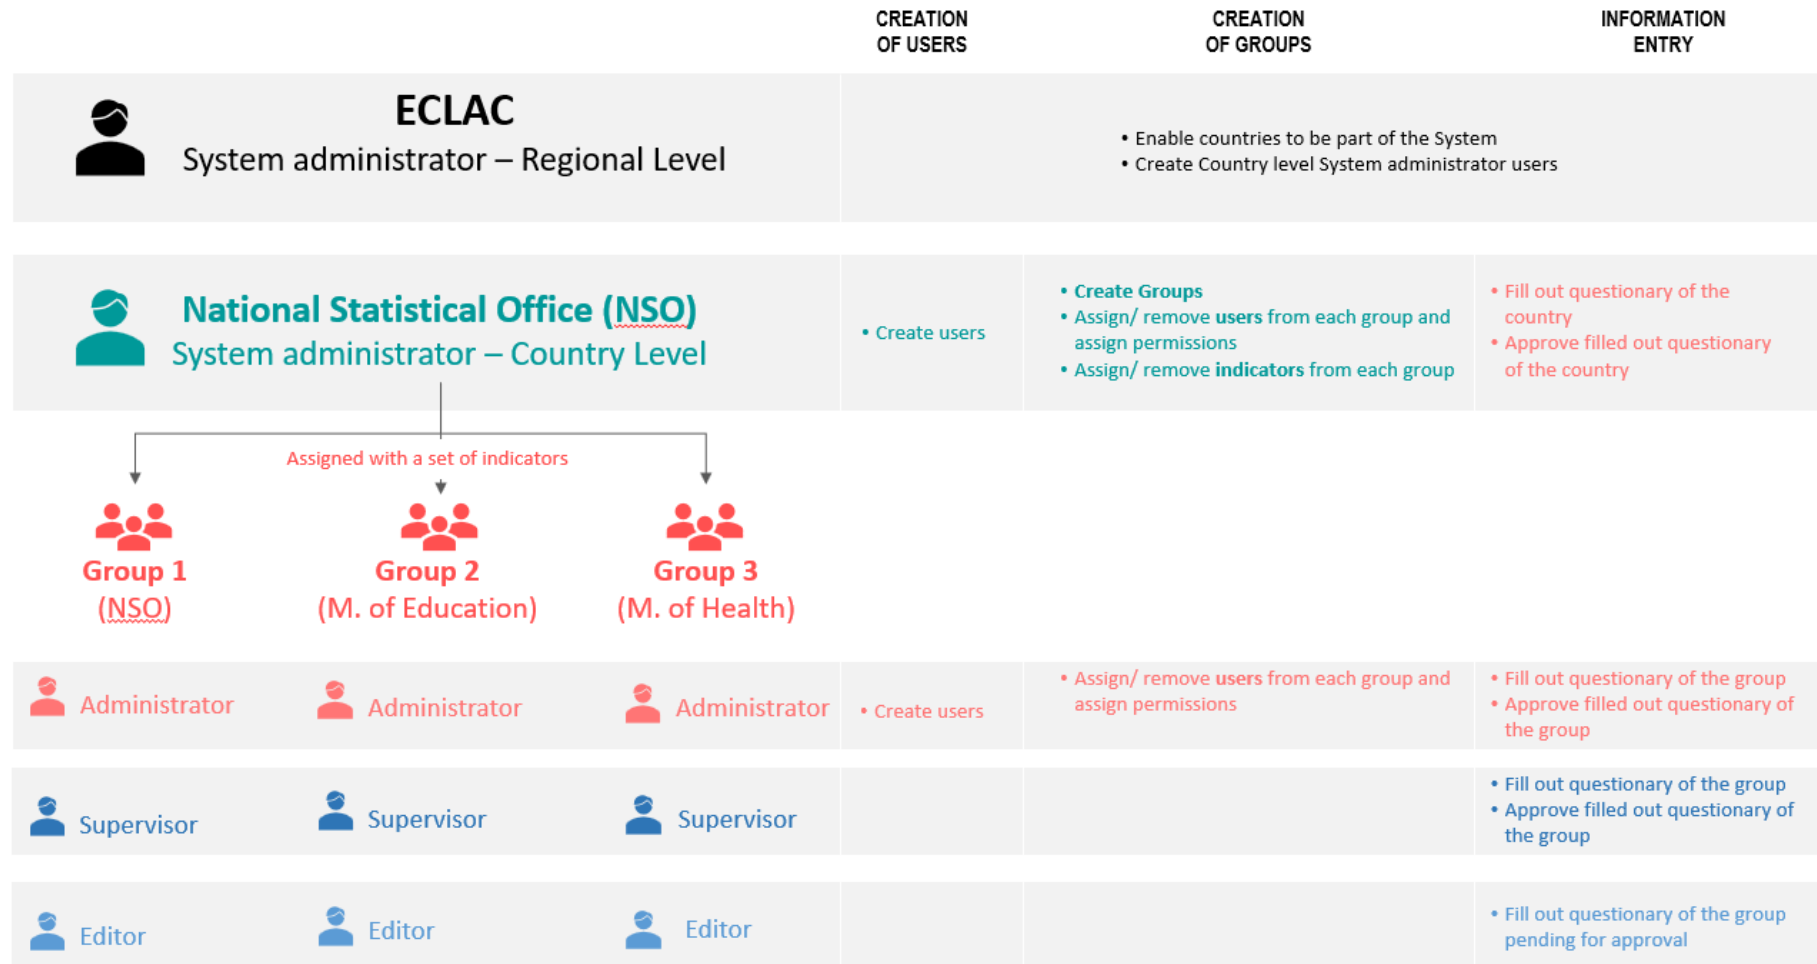 CREATION
OF USERS
CREATION
OF GROUPS
INFORMATION
ENTRY
ECLAC
System administrator – Regional Level
• Enable countries to be part of the System
• Create Country level System administrator users
National Statistical Office (NSO)
System administrator – Country Level
• Create users
• Create Groups
• Assign/ remove users from each group and
assign permissions
• Assign/ remove indicators from each group
• Fill out questionary of the
country
• Approve filled out questionary
of the country
Assigned with a set of indicators
Group 1
(NSO)
Group 2
(M. of Education)
Group 3
(M. of Health)
Administrator
Administrator
Administrator
• Create users
• Assign/ remove users from each group and
assign permissions
• Fill out questionary of the group
• Approve filled out questionary of
the group
Supervisor
Supervisor
Supervisor
• Fill out questionary of the group
• Approve filled out questionary of
the group
Editor
Editor
Editor
• Fill out questionary of the group
pending for approval